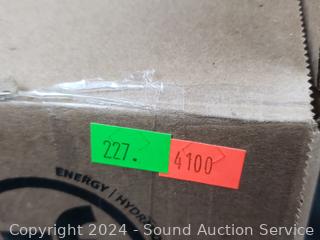 227.
4100
ENERGY / HYDR
Copyright © 2024 - Sound Auction Service